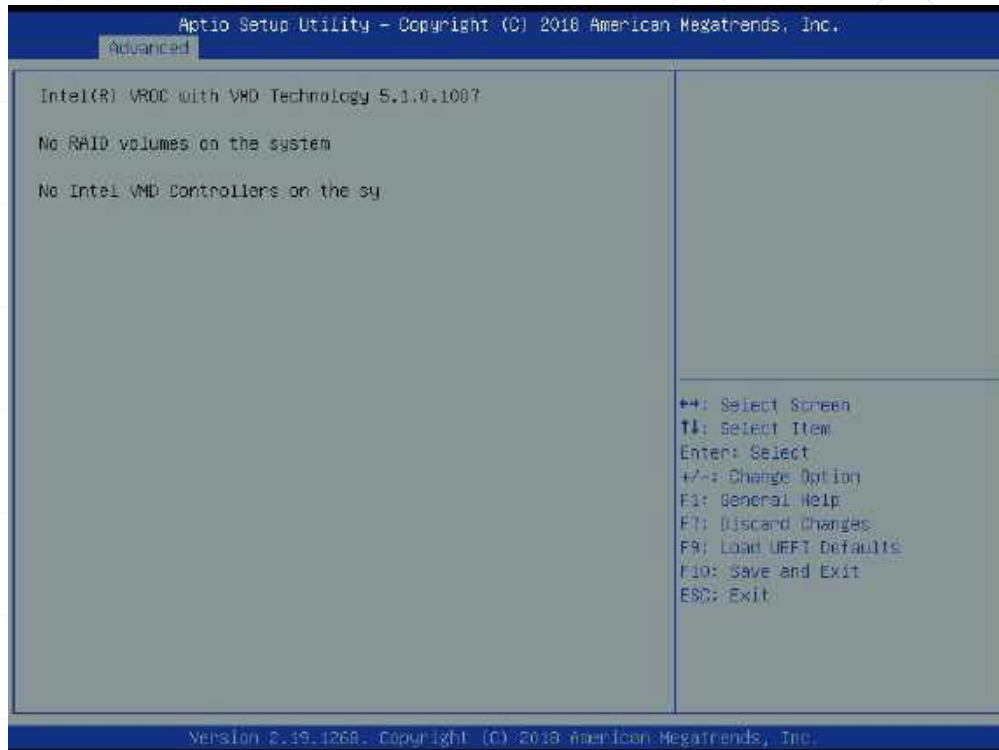 Aptio Setup Utility – Copyright (C) 2018 American Megatrends, Inc.
Advanced
Intel(R) VROC with VMD Technology 5.1.0.1007
No RAID volumes on the system
No Intel VMD Controllers on the sy
↔: Select Screen
↑↓: Select Item
Enter: Select
+/-: Change Option
F1: General Help
F7: Discard Changes
F9: Load UEFI Defaults
F10: Save and Exit
ESC: Exit
Version 2.19.1268. Copyright (C) 2018 American Megatrends, Inc.